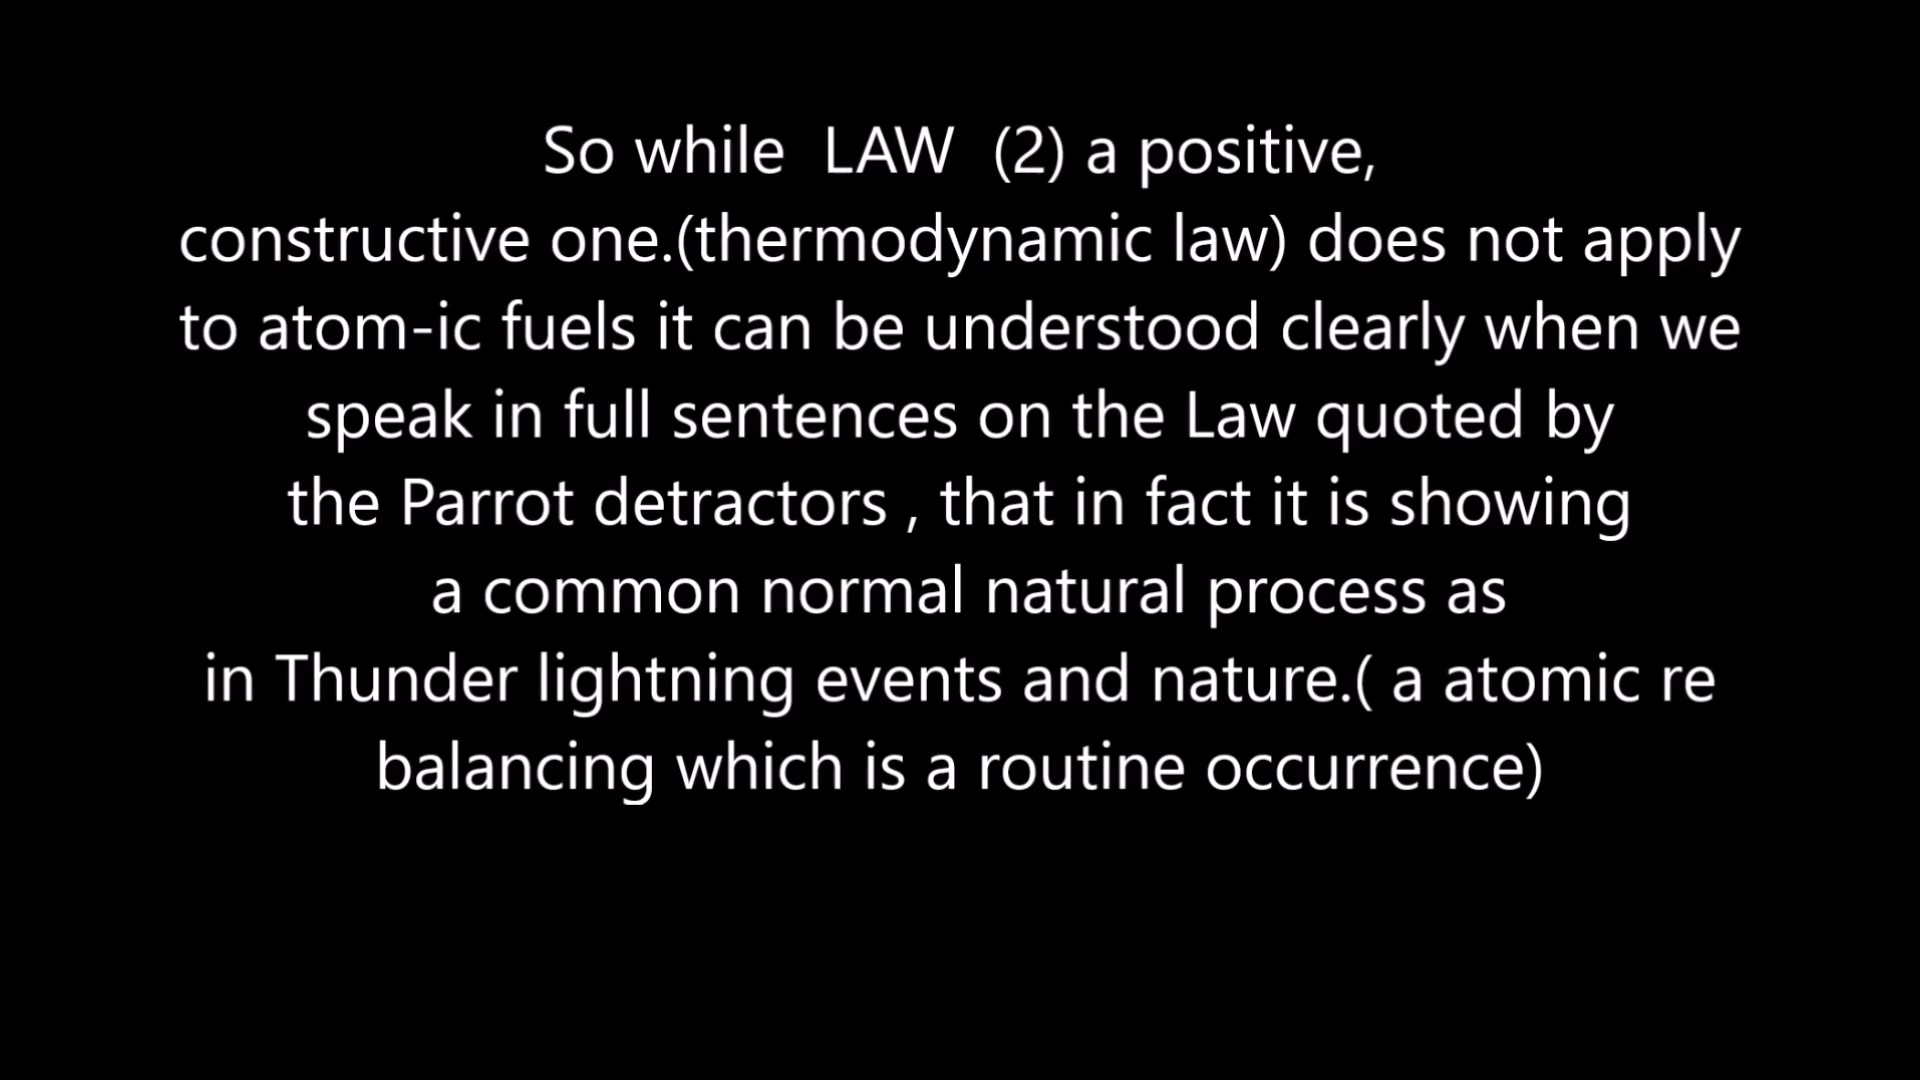 So while  LAW  (2) a positive,
constructive one.(thermodynamic law) does not apply
to atom-ic fuels it can be understood clearly when we
speak in full sentences on the Law quoted by
the Parrot detractors , that in fact it is showing
a common normal natural process as
in Thunder lightning events and nature.( a atomic re
balancing which is a routine occurrence)